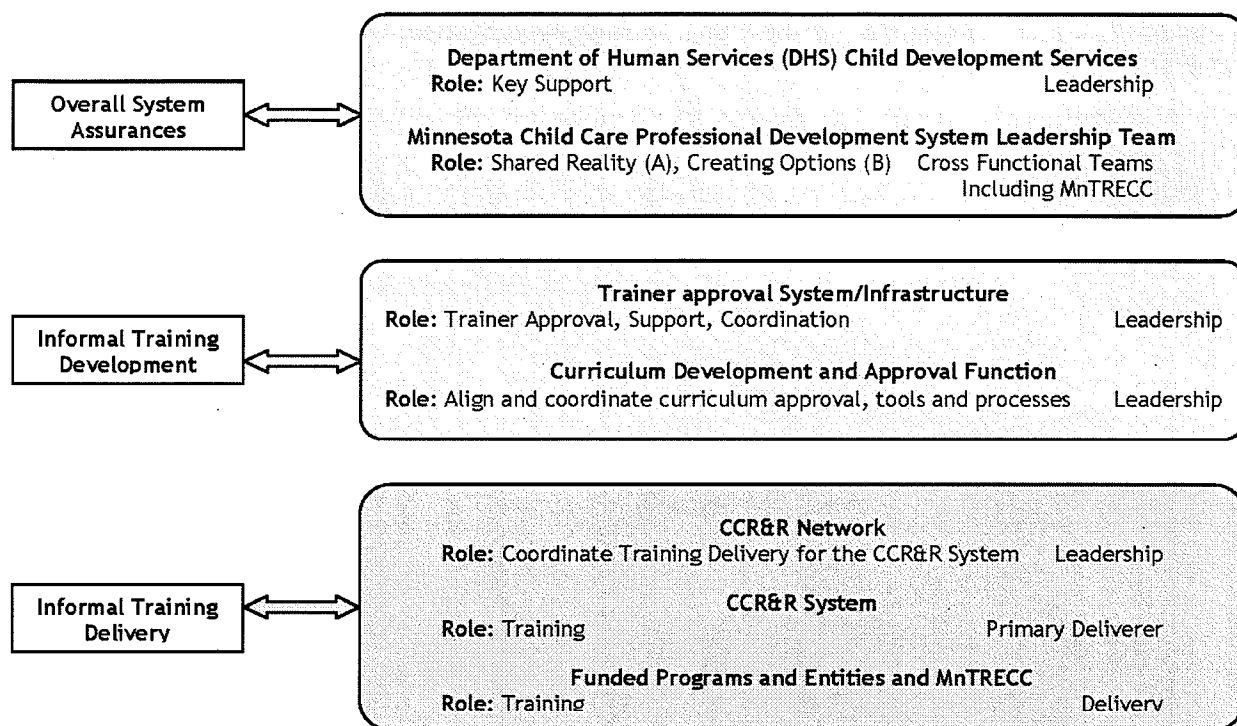 Overall System
Assurances
Department of Human Services (DHS) Child Development Services
Role: Key Support Leadership
Minnesota Child Care Professional Development System Leadership Team
Role: Shared Reality (A), Creating Options (B) Cross Functional Teams
Including MnTRECC
Informal Training
Development
Trainer approval System/Infrastructure
Role: Trainer Approval, Support, Coordination Leadership
Curriculum Development and Approval Function
Role: Align and coordinate curriculum approval, tools and processes Leadership
Informal Training
Delivery
CCR&R Network
Role: Coordinate Training Delivery for the CCR&R System Leadership
CCR&R System
Role: Training Primary Deliverer
Funded Programs and Entities and MnTRECC
Role: Training Delivery